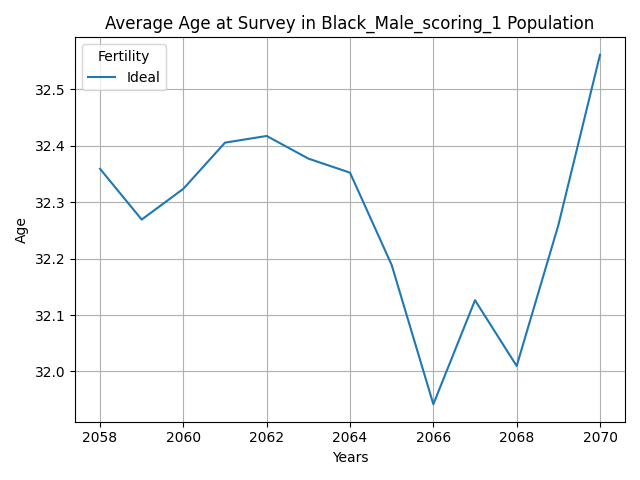 Average Age at Survey in Black_Male_scoring_1 Population
Fertility
Ideal
32.5
32.4
32.3
32.2
32.1
32.0
Age
2058 2060 2062 2064 2066 2068 2070
Years